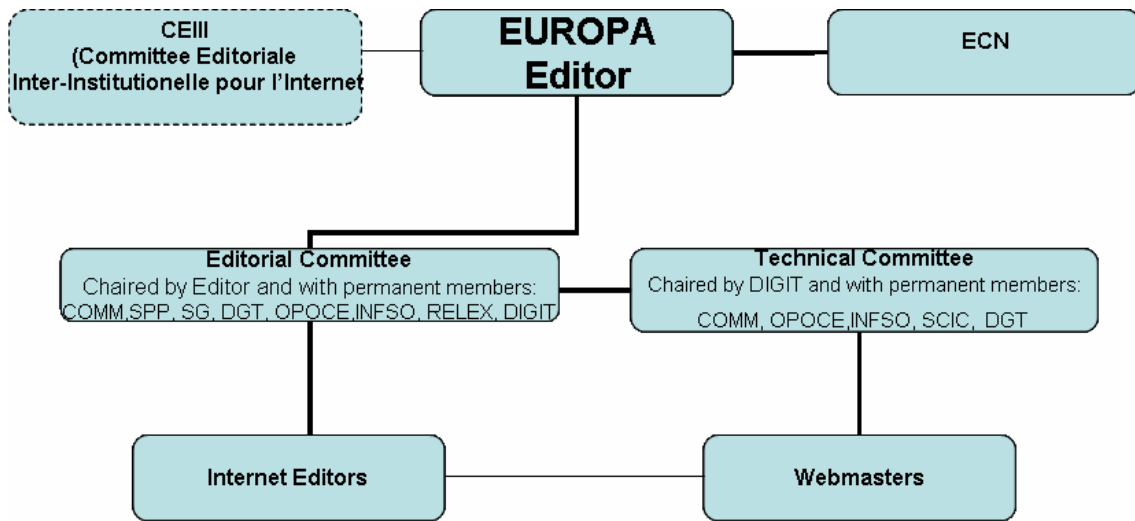 CEIII
(Committee Editoriale
Inter-Institutionelle pour l'Internet
EUROPA
Editor
ECN
Editorial Committee
Chaired by Editor and with permanent members:
COMM,SPP, SG, DGT, OPOCE,INFSO, RELEX, DIGIT
Technical Committee
Chaired by DIGIT and with permanent members:
COMM, OPOCE,INFSO, SCIC, DGT
Internet Editors
Webmasters